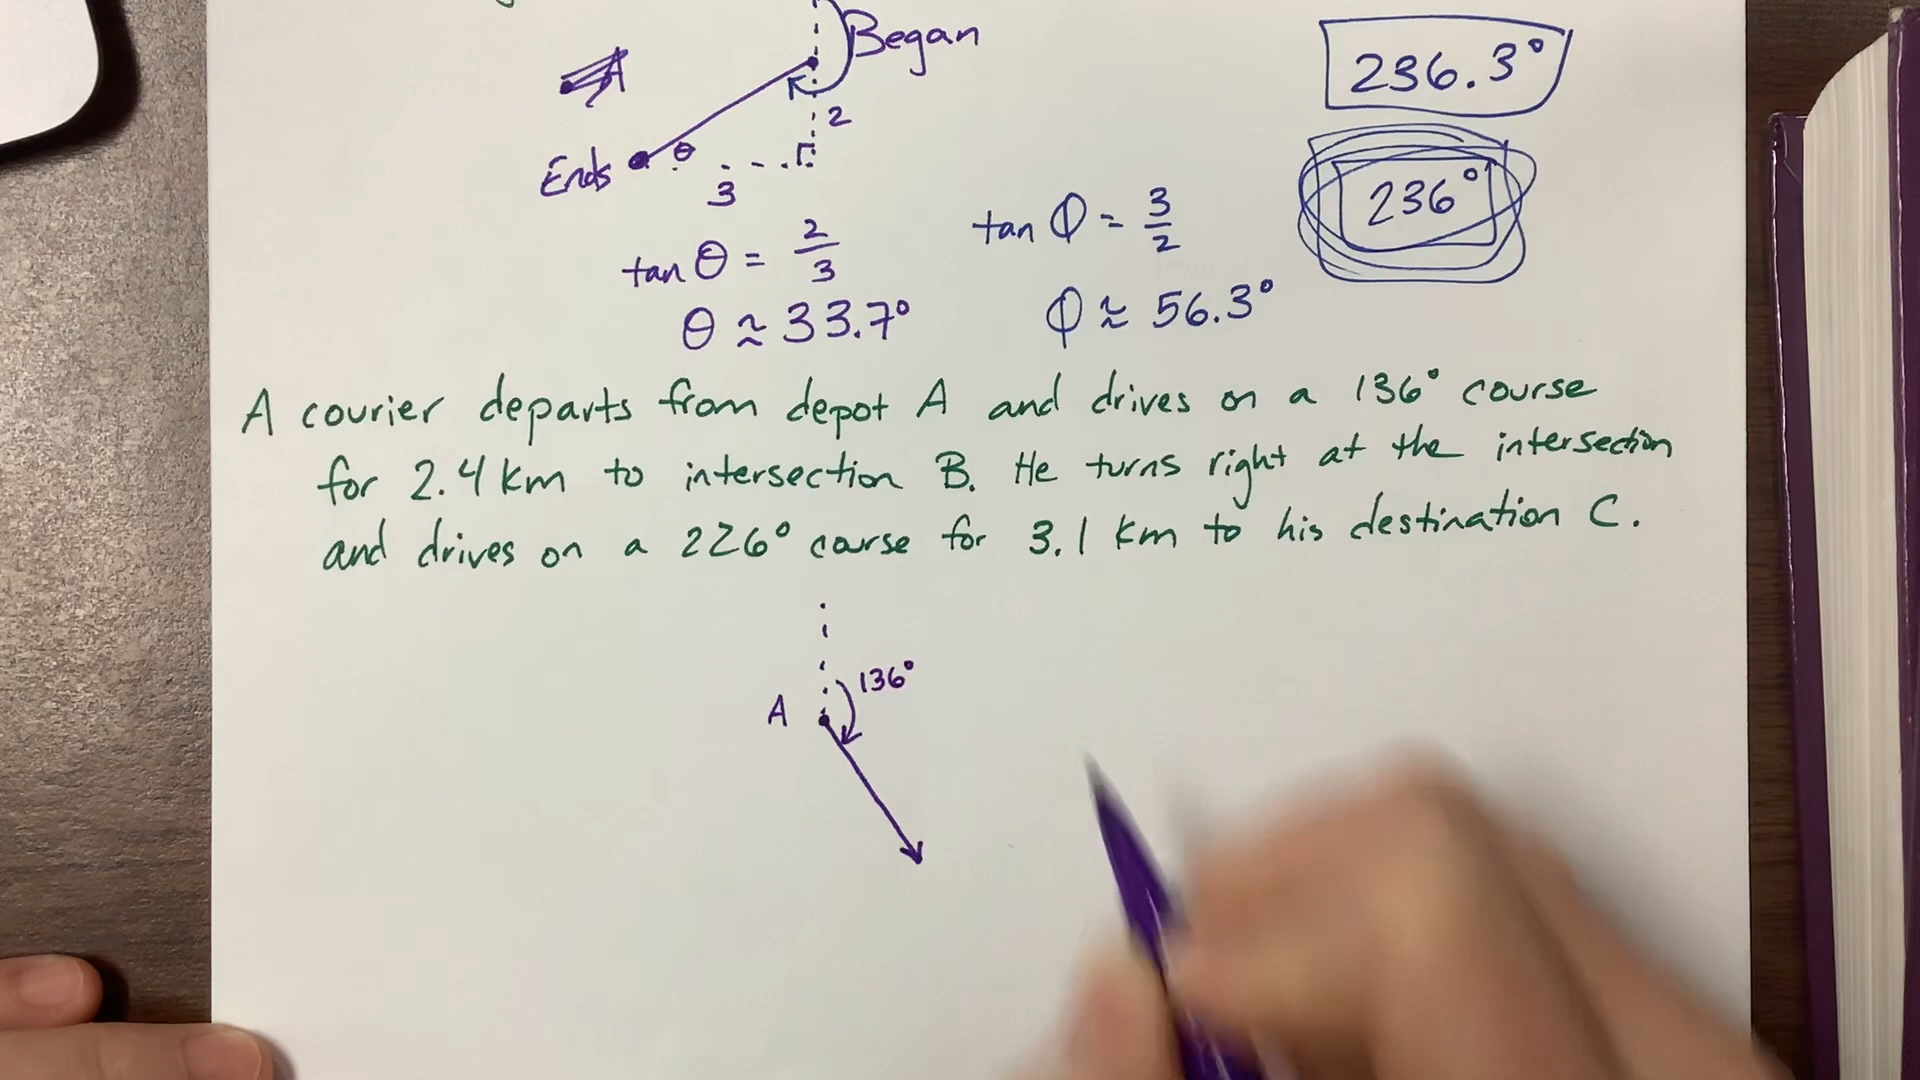 Began
236.3°
A
2
Ends
θ
3
236°
tan θ = 2/3
tan Φ = 3/2
θ ≈ 33.7°
Φ ≈ 56.3°
A courier departs from depot A and drives on a 136° course
for 2.4 km to intersection B. He turns right at the intersection
and drives on a 226° course for 3.1 km to his destination C.
136°
A